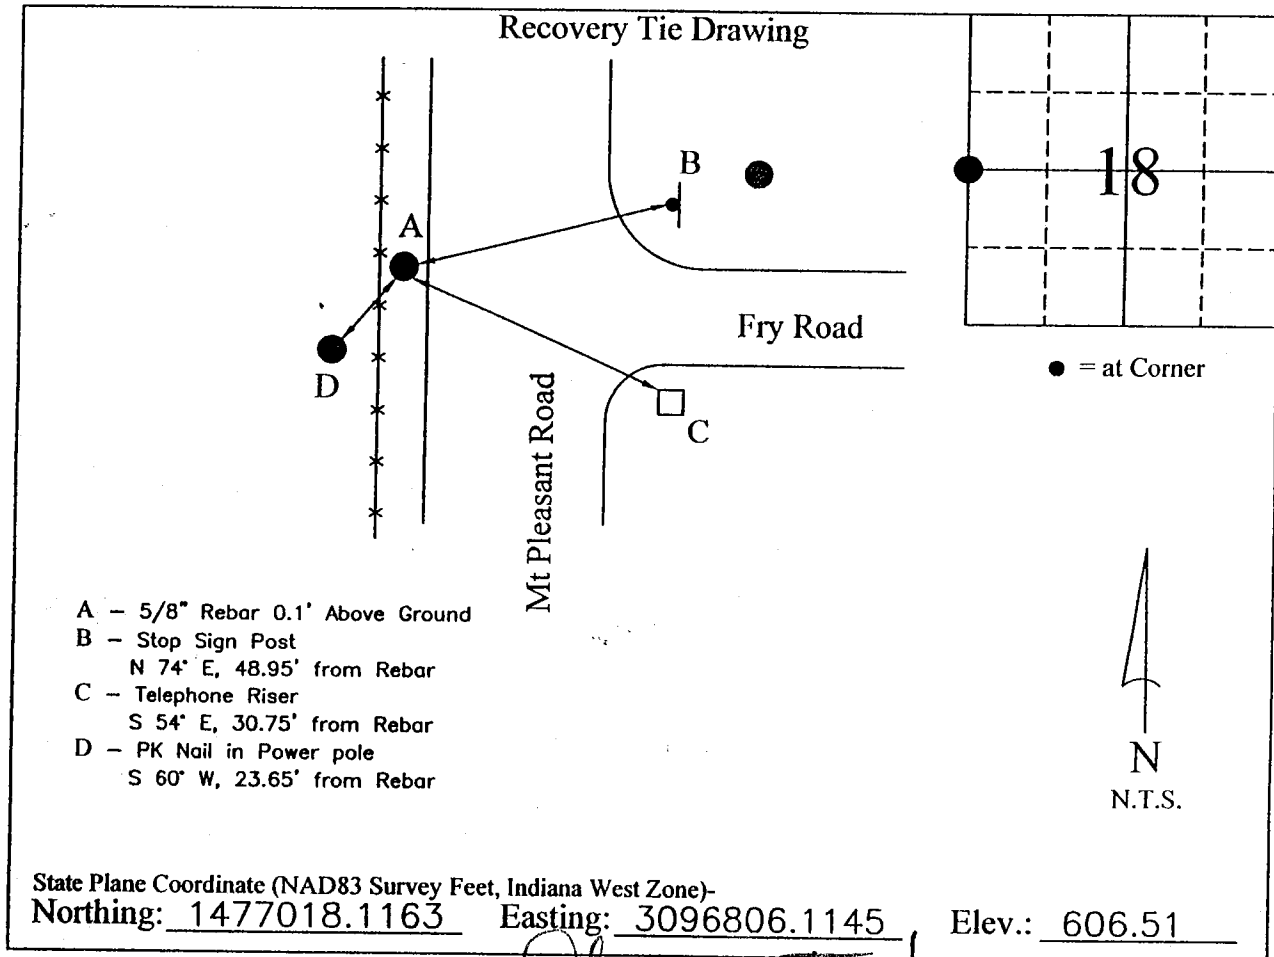 Recovery Tie Drawing
B
18
A
Fry Road
D
● = at Corner
C
Mt Pleasant Road
A – 5/8" Rebar 0.1' Above Ground
B – Stop Sign Post
N 74° E, 48.95' from Rebar
C – Telephone Riser
S 54° E, 30.75' from Rebar
D – PK Nail in Power pole
S 60° W, 23.65' from Rebar
N
N.T.S.
State Plane Coordinate (NAD83 Survey Feet, Indiana West Zone)-
Northing: 1477018.1163 Easting: 3096806.1145 Elev.: 606.51